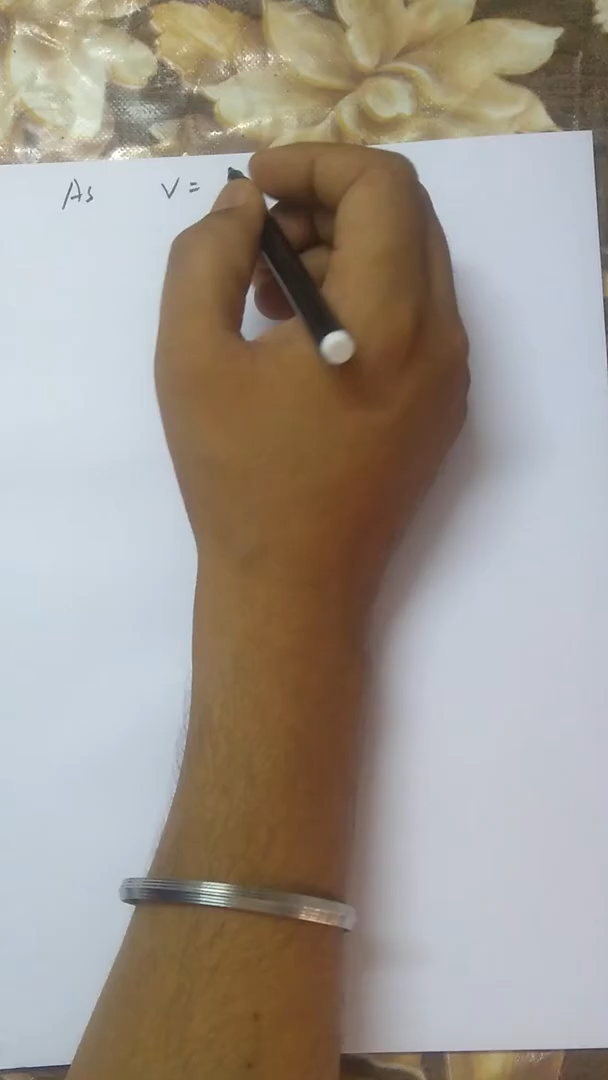 As V =